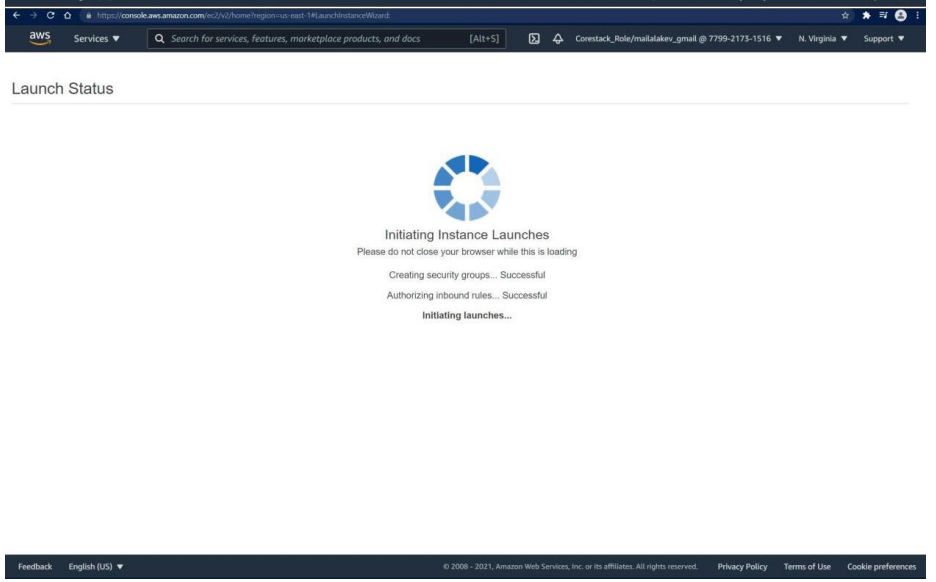 https://console.aws.amazon.com/ec2/v2/home?region=us-east-1#LaunchInstanceWizard:
aws Services ▼ Search for services, features, marketplace products, and docs [Alt+S] Corestack_Role/mailalakev_gmail @ 7799-2173-1516 ▼ N. Virginia ▼ Support ▼
Launch Status
Initiating Instance Launches
Please do not close your browser while this is loading
Creating security groups... Successful
Authorizing inbound rules... Successful
Initiating launches...
Feedback English (US) ▼ © 2008 - 2021, Amazon Web Services, Inc. or its affiliates. All rights reserved. Privacy Policy Terms of Use Cookie preferences